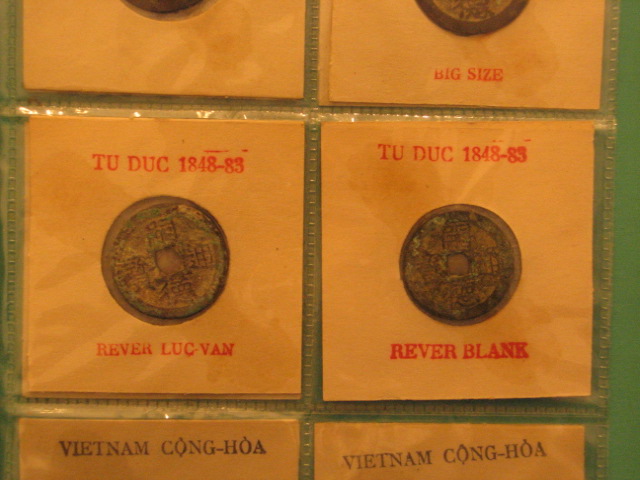 BIG SIZE
TU DUC 1848-83
TU DUC 1848-83
REVER LUC-VAN
REVER BLANK
VIETNAM CỘNG-HÒA
VIETNAM CỘNG-HÒA